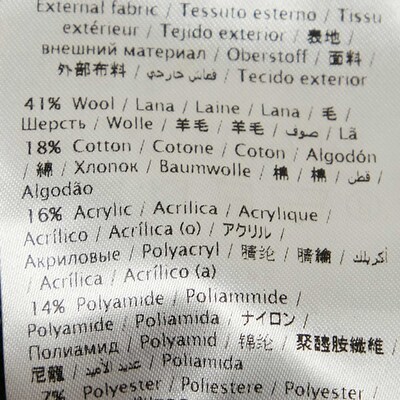 External fabric / Tessuto esterno / Tissu
extérieur / Tejido exterior / 表地 /
внешний материал / Oberstoff / 面料 /
外部布料 / قماش خارجي / Tecido exterior
41% Wool / Lana / Laine / Lana / 毛 /
Шерсть / Wolle / 羊毛 / 羊毛 / صوف / Lã
18% Cotton / Cotone / Coton / Algodón
/ 綿 / Хлопок / Baumwolle / 棉 / 棉 / قطن /
Algodão
16% Acrylic / Acrilica / Acrylique /
Acrílico / Acrílica (o) / アクリル /
Акриловые / Polyacryl / 腈纶 / 腈綸 / أكريلك
/ Acrílica / Acrílico (a)
14% Polyamide / Poliammide /
Polyamide / Poliamida / ナイロン /
Полиамид / Polyamid / 锦纶 / 聚醯胺纖維 /
尼龍 / عديد الأميد / Poliamida
7% Polyester / Poliestere / Polyester /